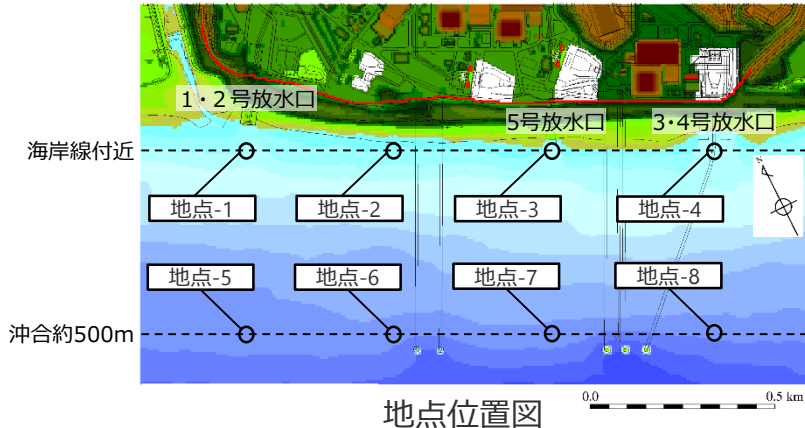 1・2号放水口
5号放水口
3・4号放水口
海岸線付近
地点-1
地点-2
地点-3
地点-4
N
地点-5
地点-6
地点-7
地点-8
沖合約500m
地点位置図
0.0
0.5 km